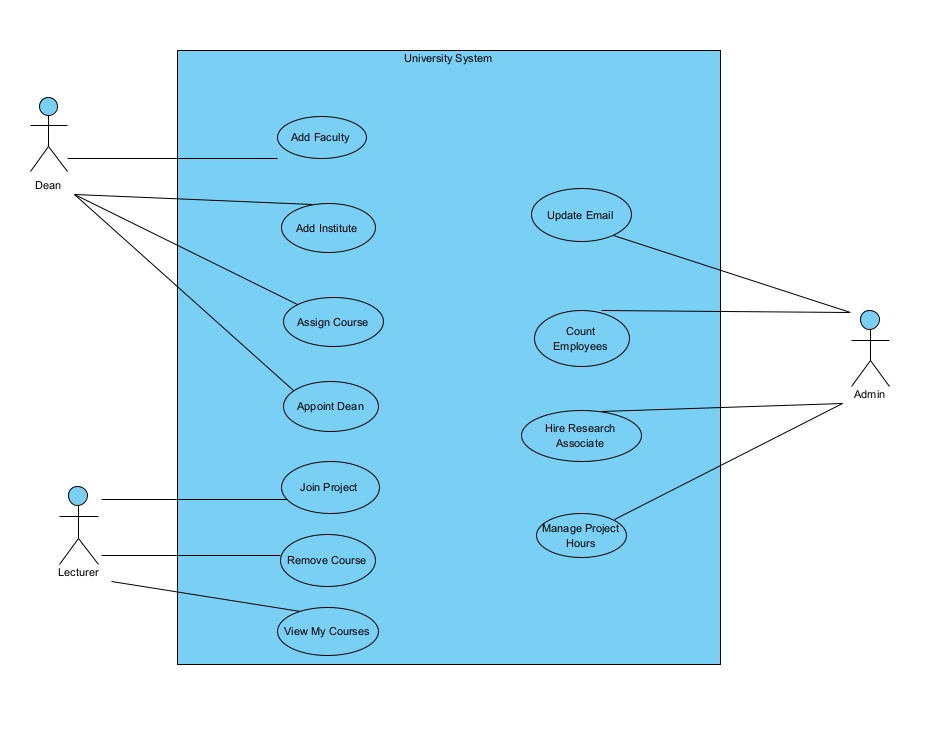 University System
Dean
Add Faculty
Add Institute
Assign Course
Appoint Dean
Lecturer
Join Project
Remove Course
View My Courses
Update Email
Count
Employees
Hire Research
Associate
Manage Project
Hours
Admin